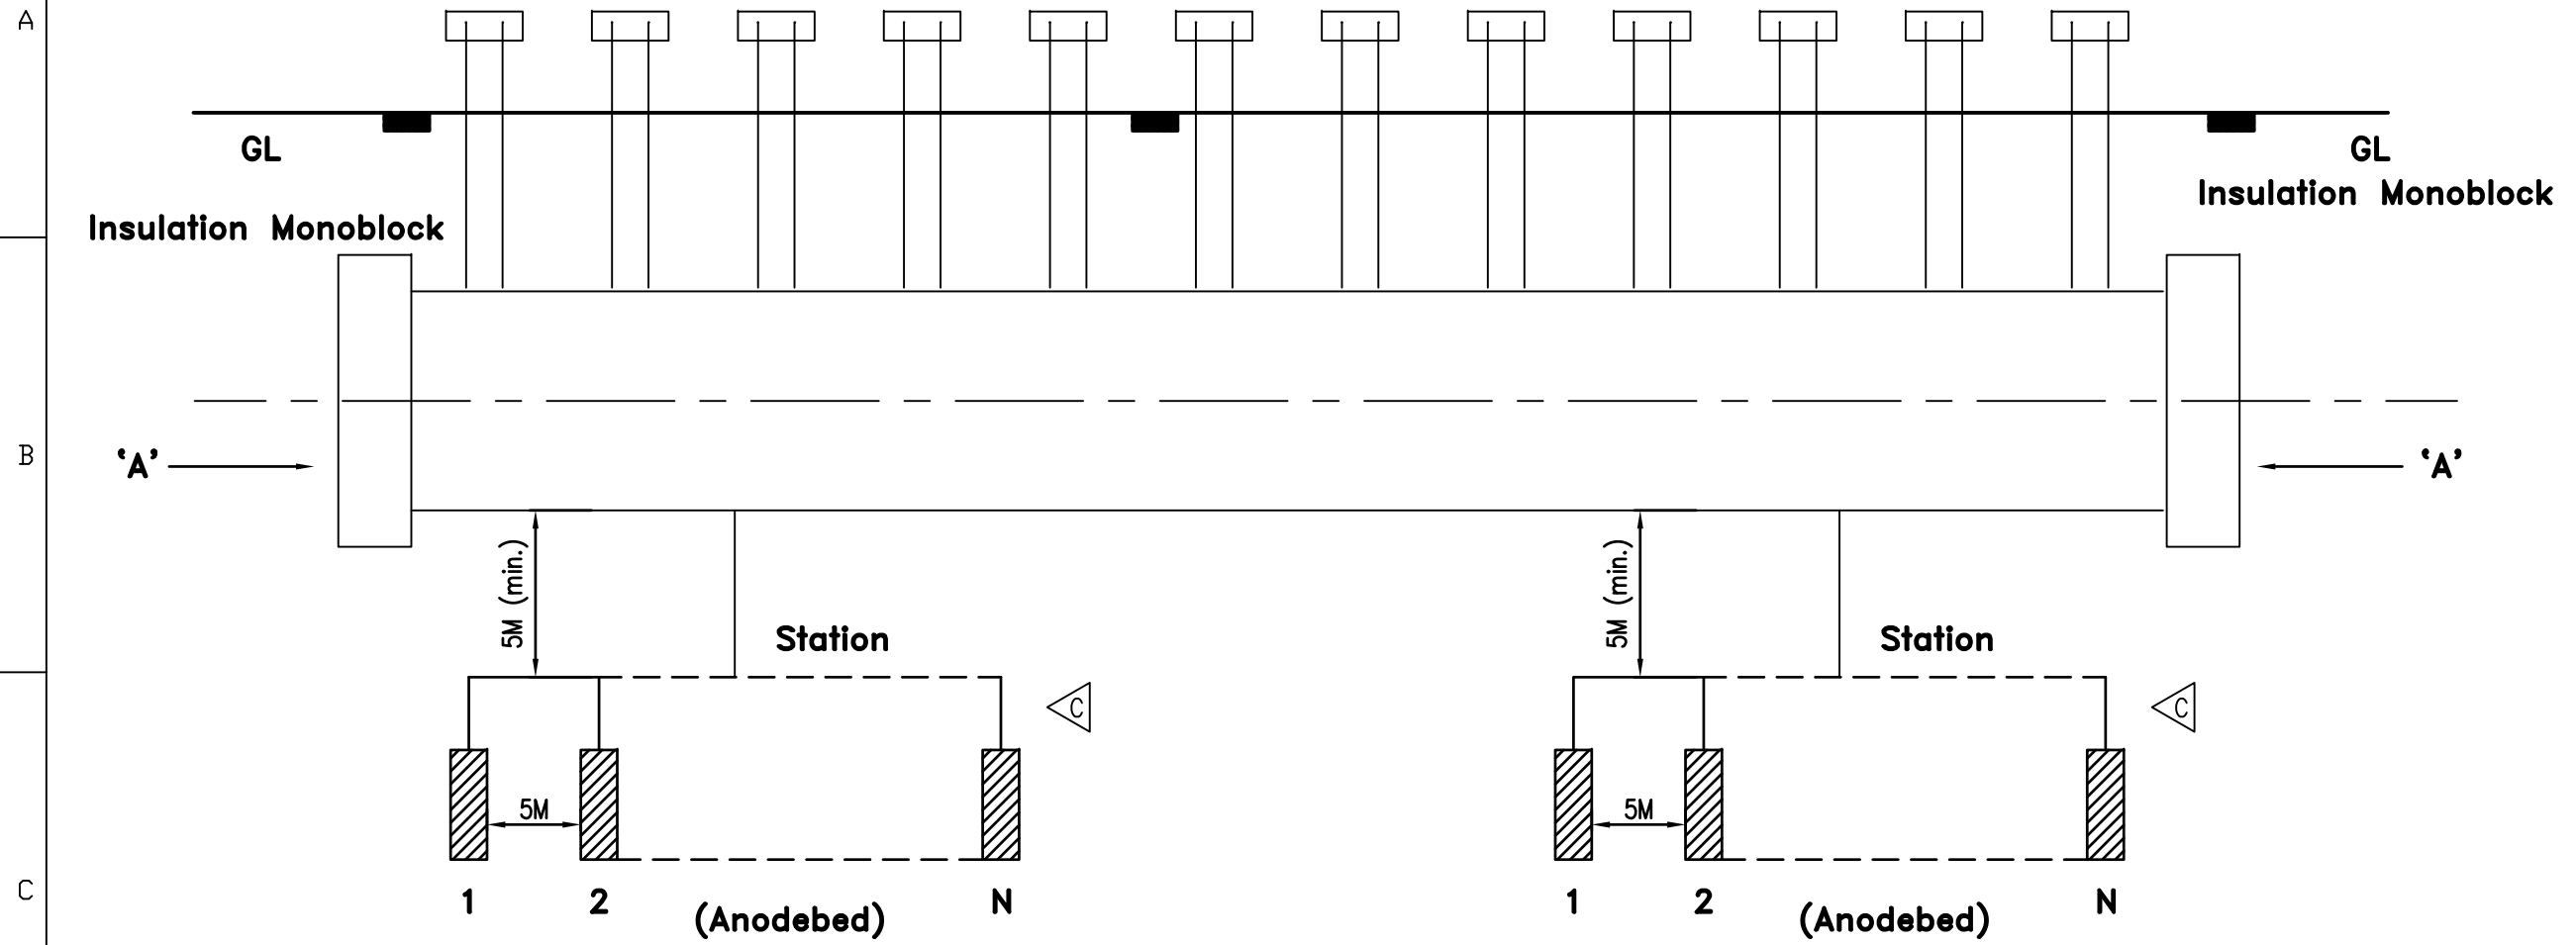 A
GL
GL
Insulation Monoblock
Insulation Monoblock
B
‘A’
‘A’
5M (min.)
5M (min.)
Station
Station
C
C
5M
5M
C
1
2
(Anodebed)
N
1
2
(Anodebed)
N